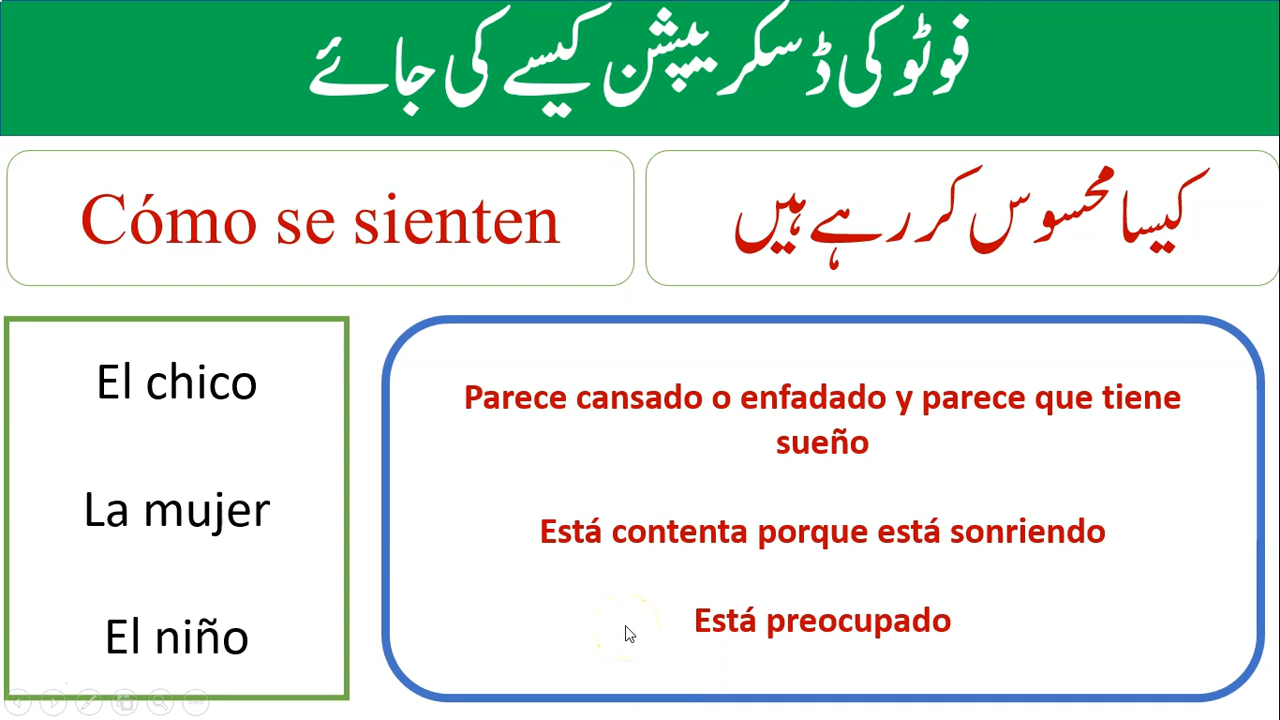 فوٹو کی ڈسکریپشن کیسے کی جائے
Cómo se sienten
کیسا محسوس کر رہے ہیں
El chico
La mujer
El niño
Parece cansado o enfadado y parece que tiene
sueño
Está contenta porque está sonriendo
Está preocupado